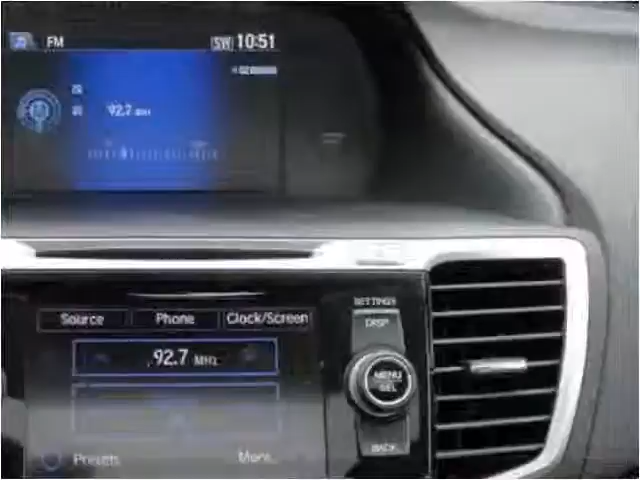 FM
SW 10:51
92.7 MHz
SETTINGS
Source Phone Clock/Screen
DISP
92.7 MHz
MENU
SEL
BACK
Presets More...